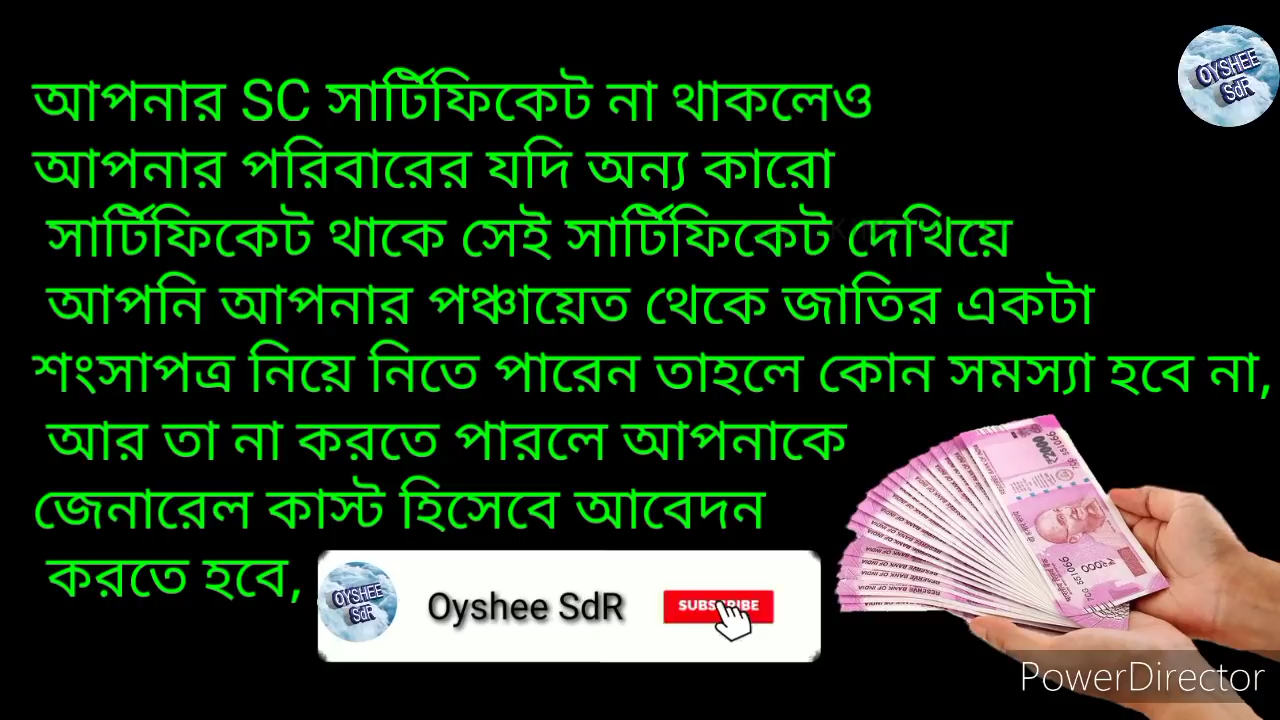 আপনার SC সার্টিফিকেট না থাকলেও
আপনার পরিবারের যদি অন্য কারো
সার্টিফিকেট থাকে সেই সার্টিফিকেট দেখিয়ে
আপনি আপনার পঞ্চায়েত থেকে জাতির একটা
শংসাপত্র নিয়ে নিতে পারেন তাহলে কোন সমস্যা হবে না,
আর তা না করতে পারলে আপনাকে
জেনারেল কাস্ট হিসেবে আবেদন
করতে হবে,
OYSHEE
SdR
OYSHEE
SdR
Oyshee SdR
SUBSCRIBE
PowerDirector